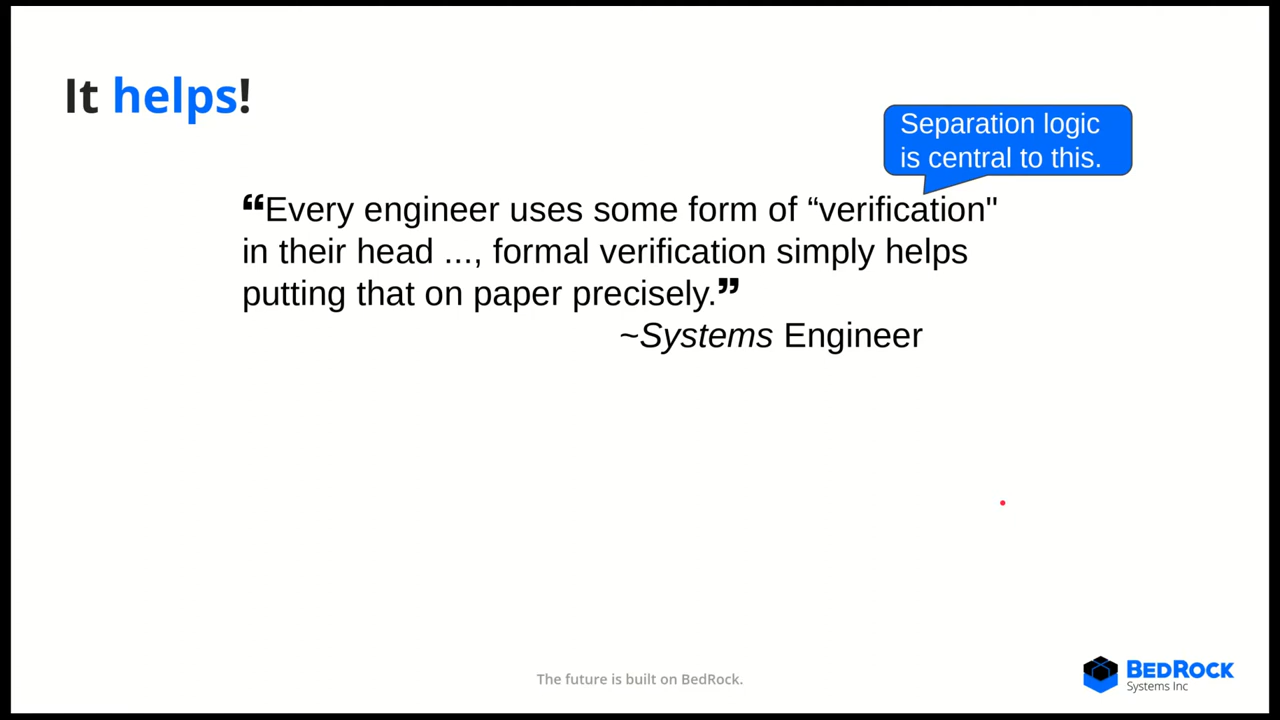 It helps!
Separation logic
is central to this.
❝Every engineer uses some form of “verification"
in their head ..., formal verification simply helps
putting that on paper precisely.❞
~Systems Engineer
The future is built on BedRock.
BEDROCK
Systems Inc